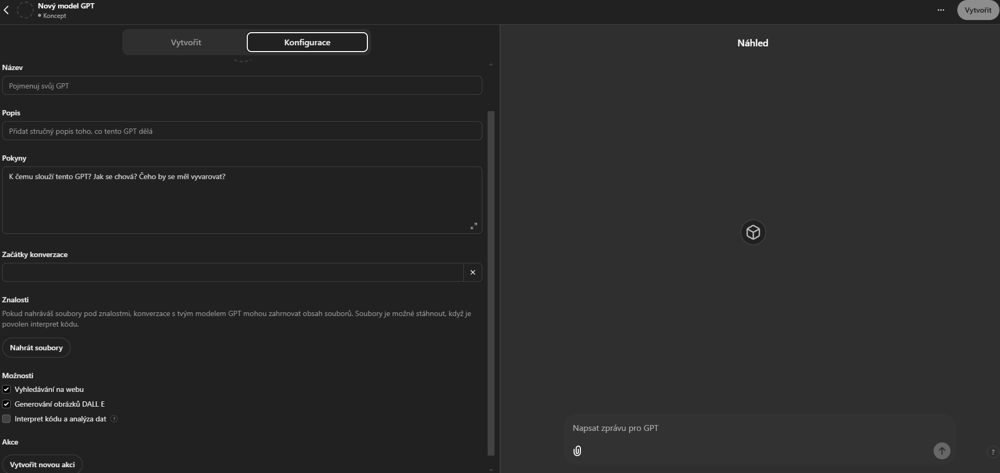 Nový model GPT
Koncept
Vytvořit
Vytvořit
Konfigurace
Název
Pojmenuj svůj GPT
Popis
Přidat stručný popis toho, co tento GPT dělá
Pokyny
K čemu slouží tento GPT? Jak se chová? Čeho by se měl vyvarovat?
Začátky konverzace
Znalosti
Pokud nahráváš soubory pod znalostmi, konverzace s tvým modelem GPT mohou zahrnovat obsah souborů. Soubory je možné stáhnout, když je
povolen interpret kódu.
Nahrát soubory
Možnosti
Vyhledávání na webu
Generování obrázků DALL E
Interpret kódu a analýza dat ?
Akce
Vytvořit novou akci
Náhled
Napsat zprávu pro GPT
?